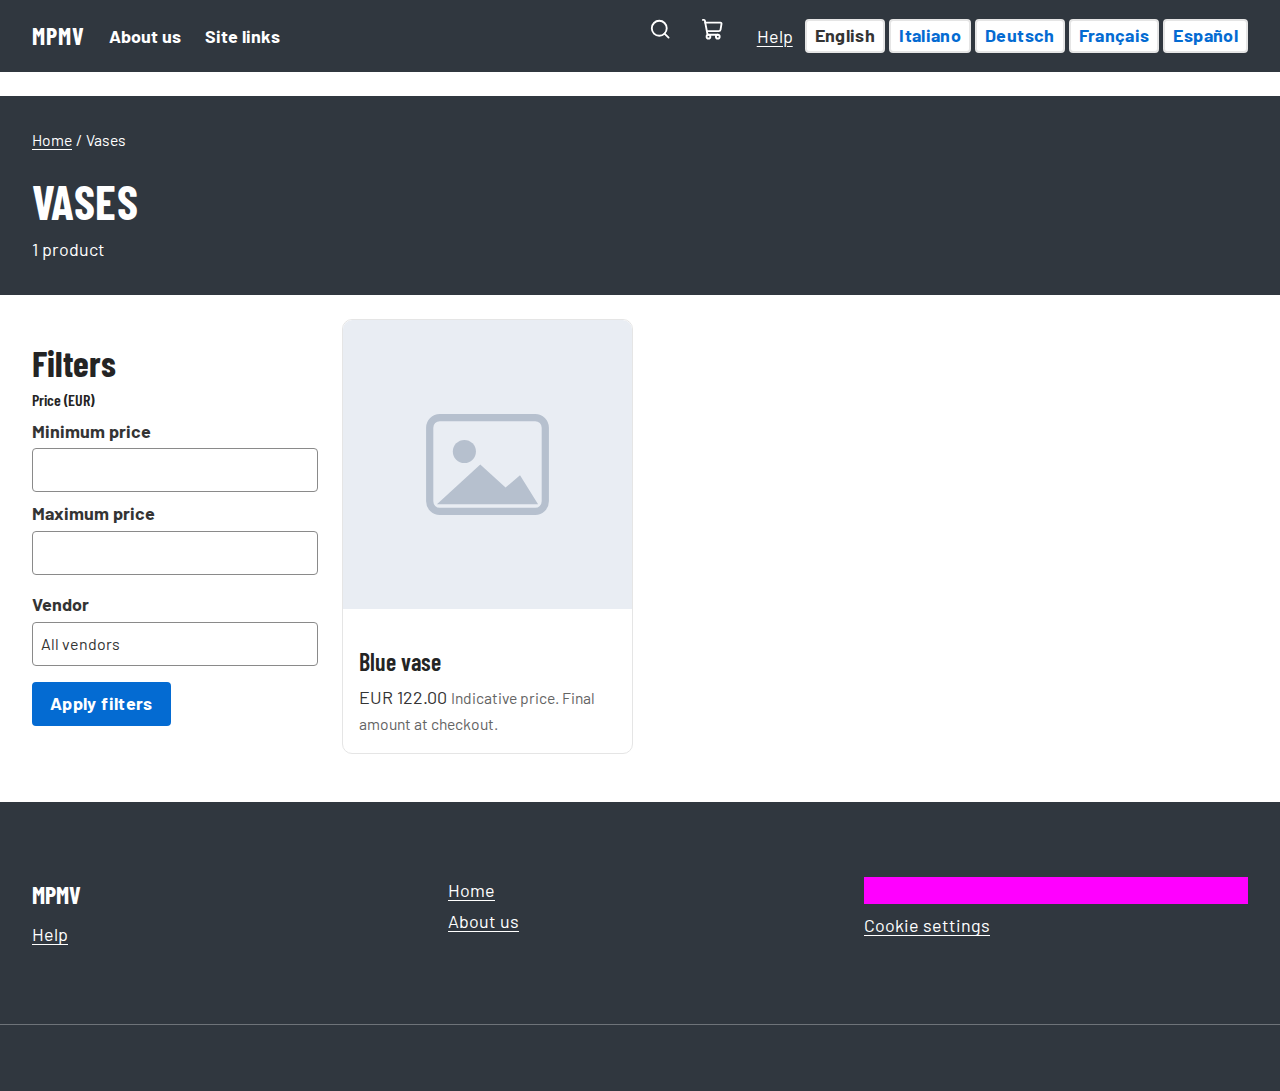 MPMV About us Site links Help English Italiano Deutsch Français Español
Home / Vases
VASES
1 product
Filters
Price (EUR)
Minimum price
Maximum price
Vendor
All vendors
Apply filters
Blue vase
EUR 122.00 Indicative price. Final
amount at checkout.
MPMV
Help
Home
About us
Cookie settings